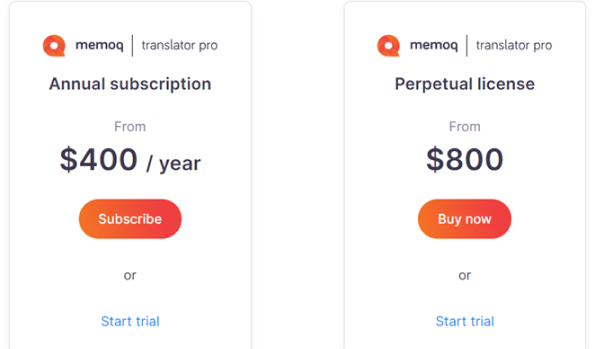 memoq | translator pro
Annual subscription
From
$400 / year
Subscribe
or
Start trial
memoq | translator pro
Perpetual license
From
$800
Buy now
or
Start trial